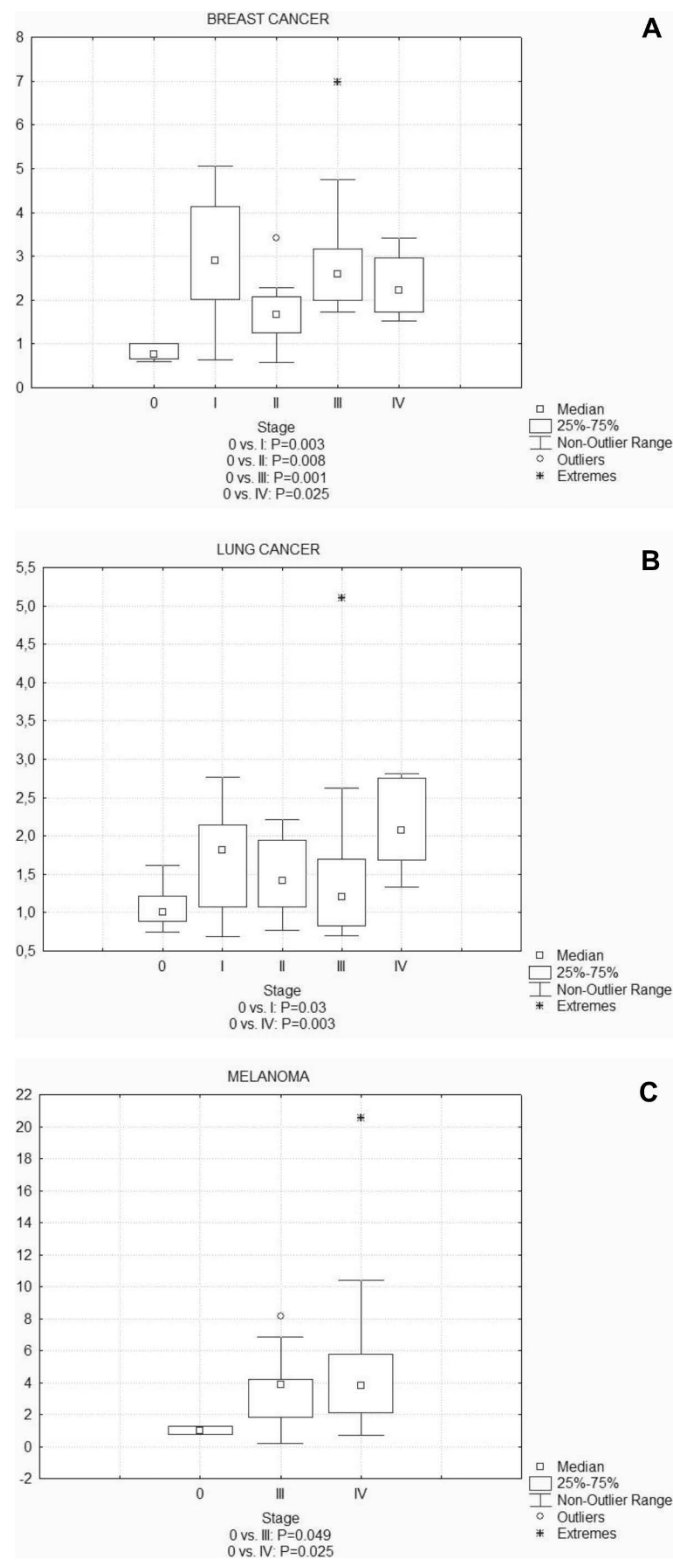 BREAST CANCER
A
8
7
6
5
4
3
2
1
0
0 I II III IV
Stage
0 vs. I: P=0.003
0 vs. II: P=0.008
0 vs. III: P=0.001
0 vs. IV: P=0.025
Median
25%-75%
Non-Outlier Range
Outliers
Extremes
LUNG CANCER
B
5,5
5,0
4,5
4,0
3,5
3,0
2,5
2,0
1,5
1,0
0,5
0 I II III IV
Stage
0 vs. I: P=0.03
0 vs. IV: P=0.003
Median
25%-75%
Non-Outlier Range
Extremes
MELANOMA
C
22
20
18
16
14
12
10
8
6
4
2
0
-2
0 III IV
Stage
0 vs. III: P=0.049
0 vs. IV: P=0.025
Median
25%-75%
Non-Outlier Range
Outliers
Extremes